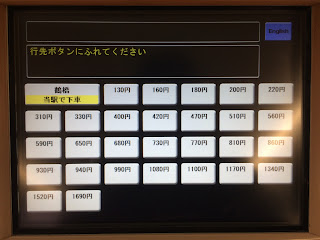 English
行先ボタンにふれてください
鶴橋 130円 160円 180円 200円 220円
当駅で下車
310円 330円 400円 420円 470円 510円 560円
590円 650円 680円 730円 770円 810円 860円
930円 940円 990円 1080円 1100円 1170円 1340円
1520円 1690円